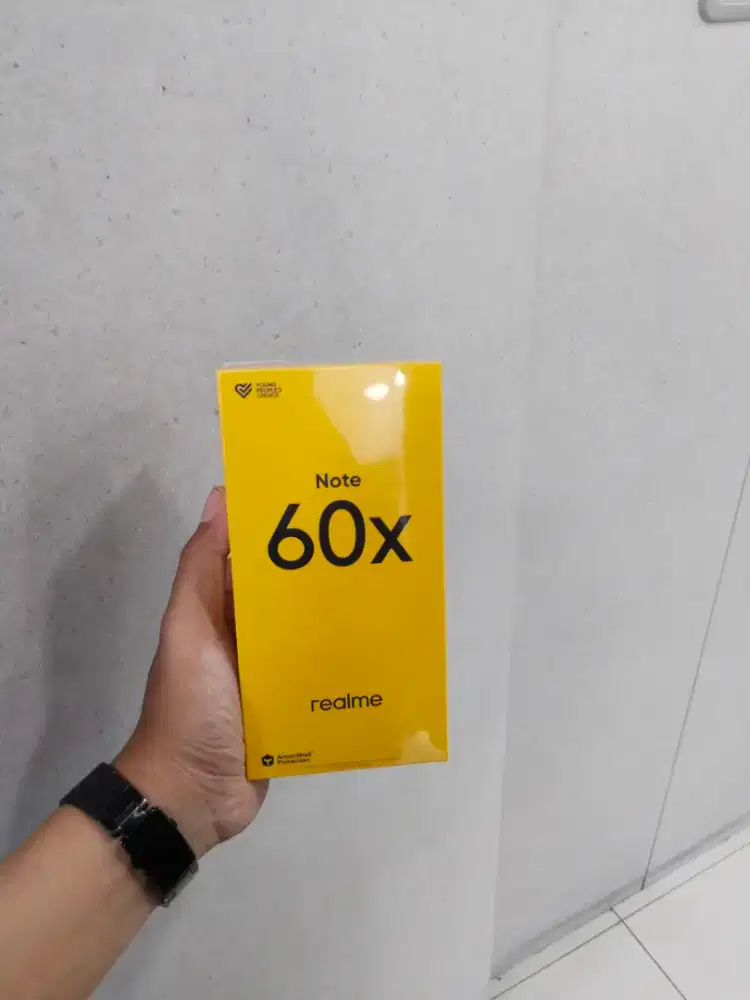 YOUNG
PEOPLE'S
CHOICE
Note
60x
realme
ArmorShell
Protection